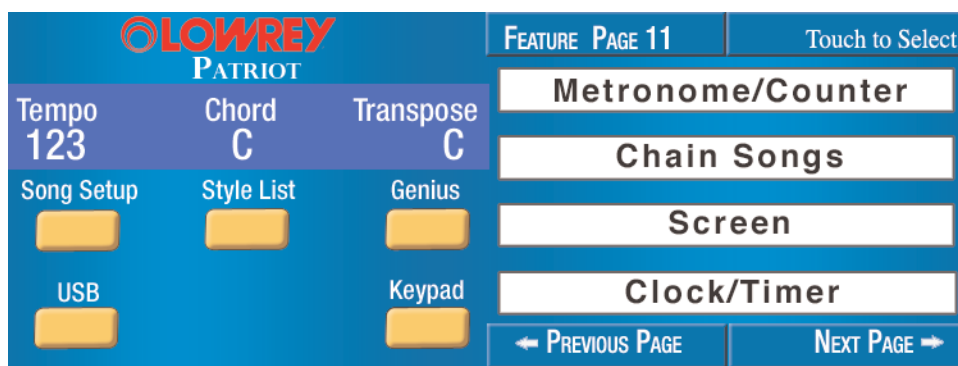 LOWREY
PATRIOT
Tempo Chord Transpose
123 C C
Song Setup Style List Genius
USB Keypad
FEATURE PAGE 11 Touch to Select
Metronome/Counter
Chain Songs
Screen
Clock/Timer
PREVIOUS PAGE NEXT PAGE